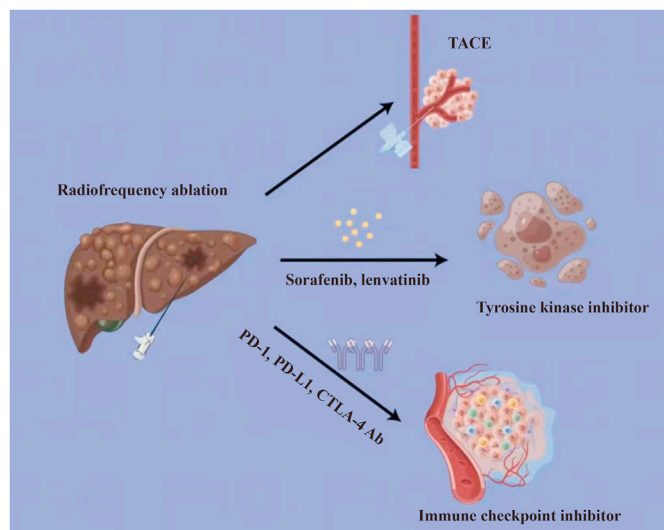 TACE
Radiofrequency ablation
Sorafenib, lenvatinib
Tyrosine kinase inhibitor
PD-1, PD-L1, CTLA-4 Ab
Immune checkpoint inhibitor